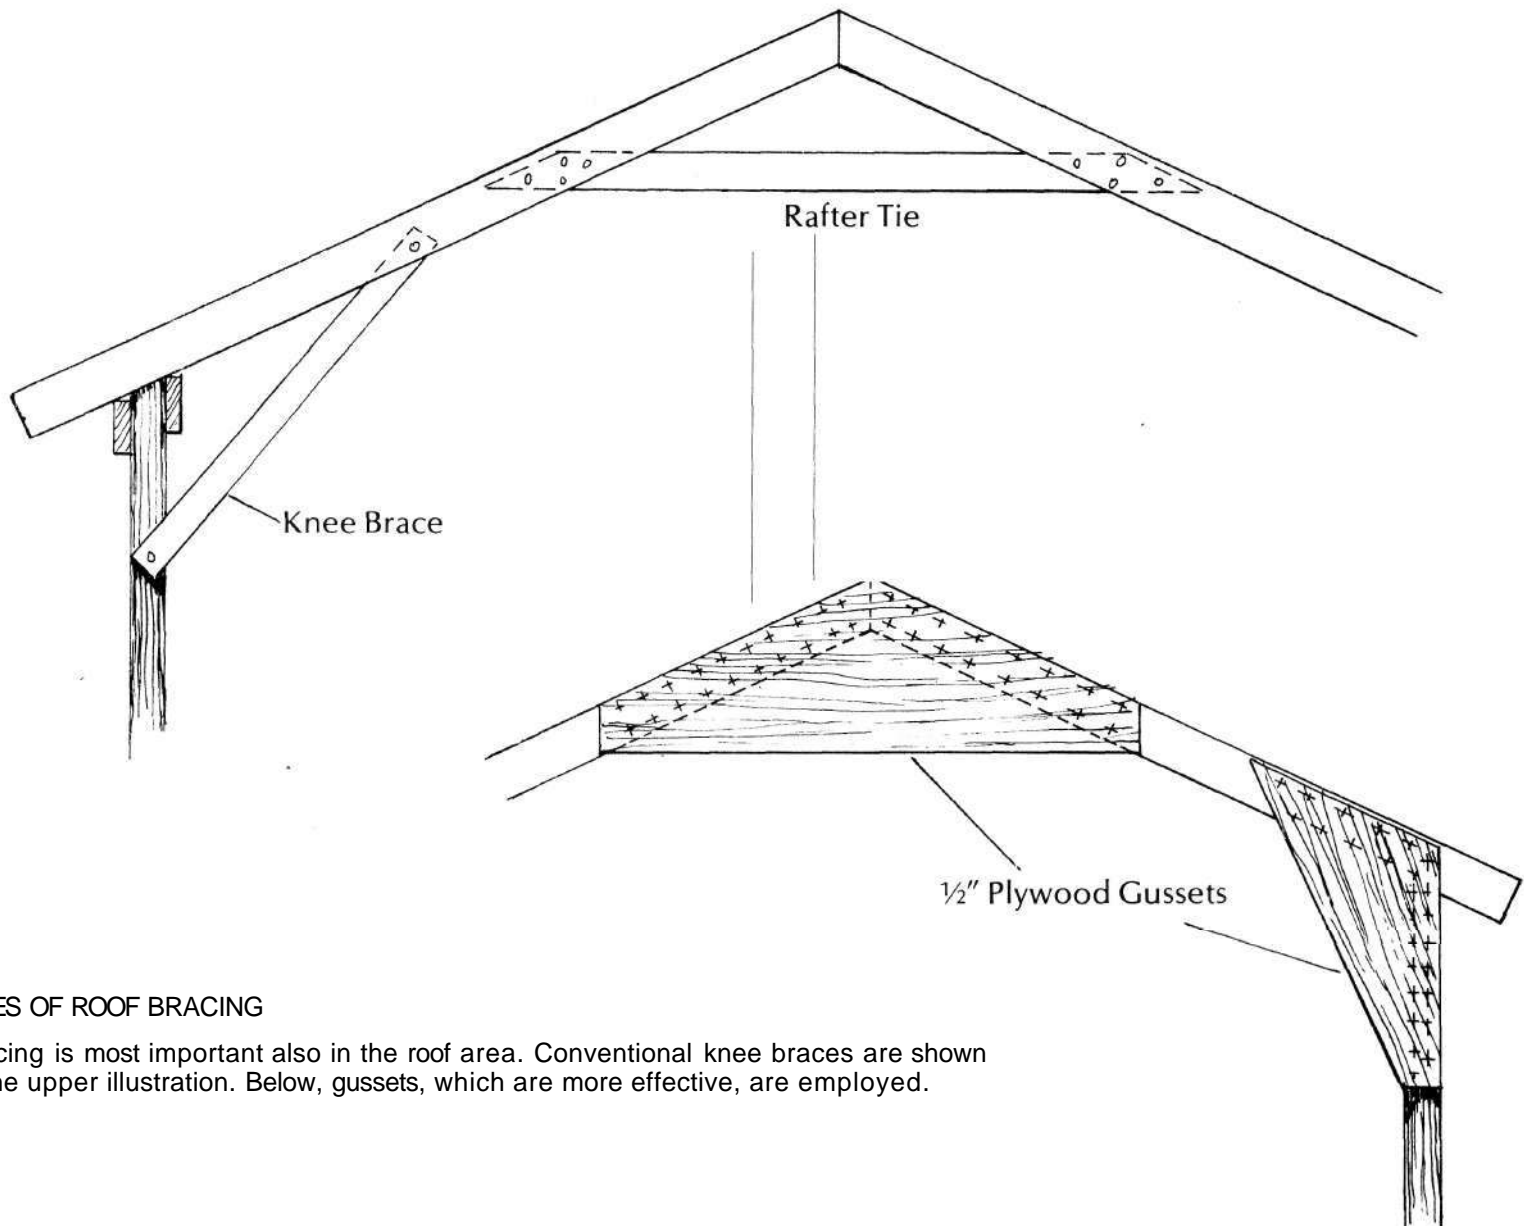 Rafter Tie
Knee Brace
½" Plywood Gussets
ES OF ROOF BRACING
cing is most important also in the roof area. Conventional knee braces are shown
he upper illustration. Below, gussets, which are more effective, are employed.